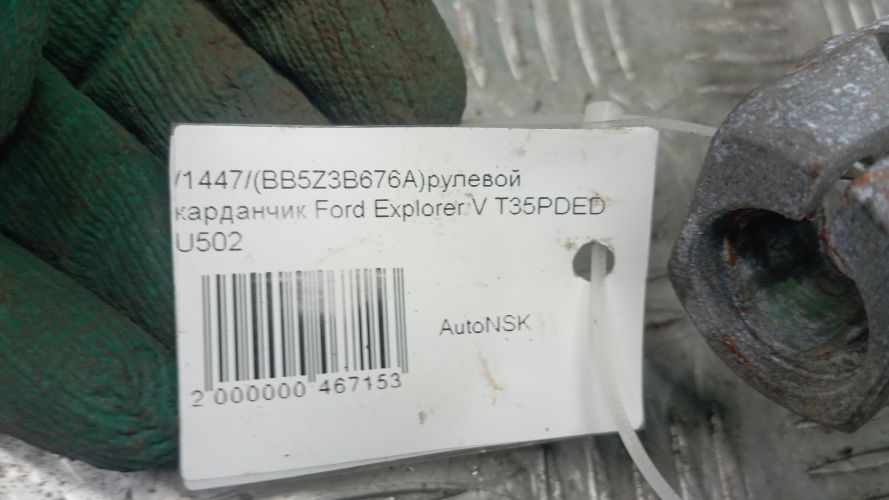 /1447/(BB5Z3B676A)рулевой
карданчик Ford Explorer V T35PDED
U502
AutoNSK
2 000000 467153